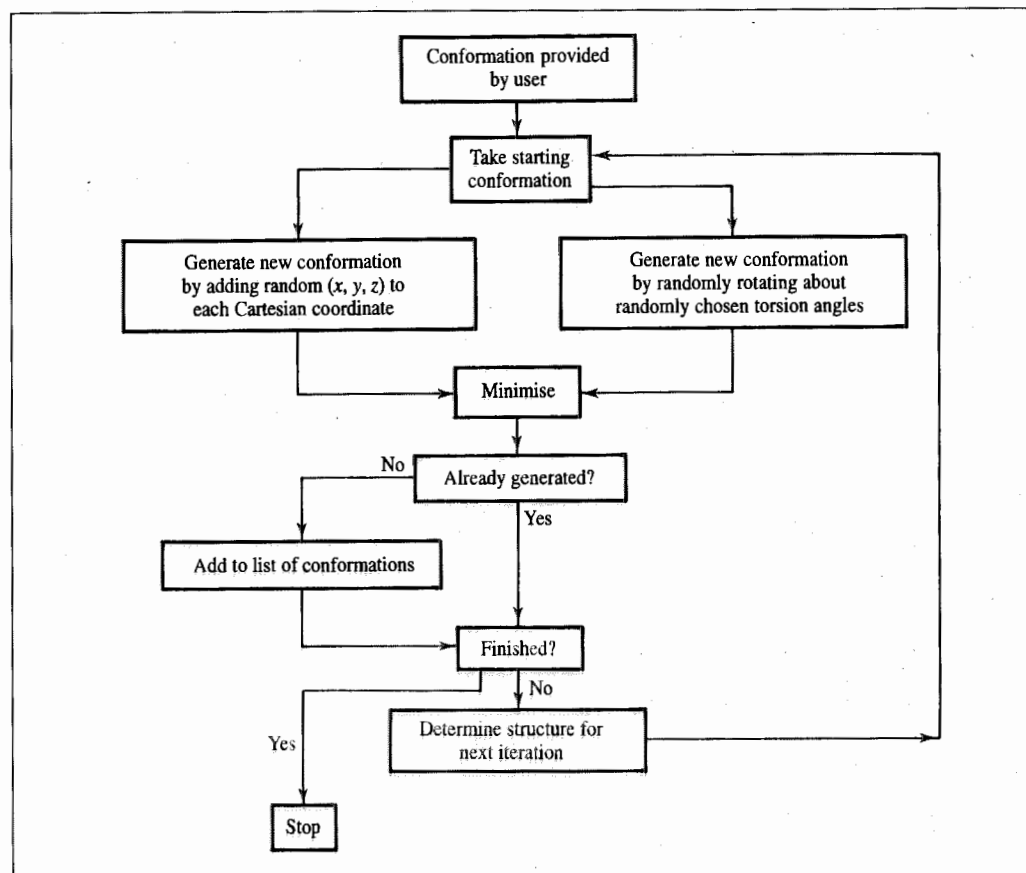 Conformation provided
by user
Take starting
conformation
Generate new conformation
by adding random (x, y, z) to
each Cartesian coordinate
Generate new conformation
by randomly rotating about
randomly chosen torsion angles
Minimise
No
Already generated?
Yes
Add to list of conformations
Finished?
No
Yes
Determine structure for
next iteration
Stop